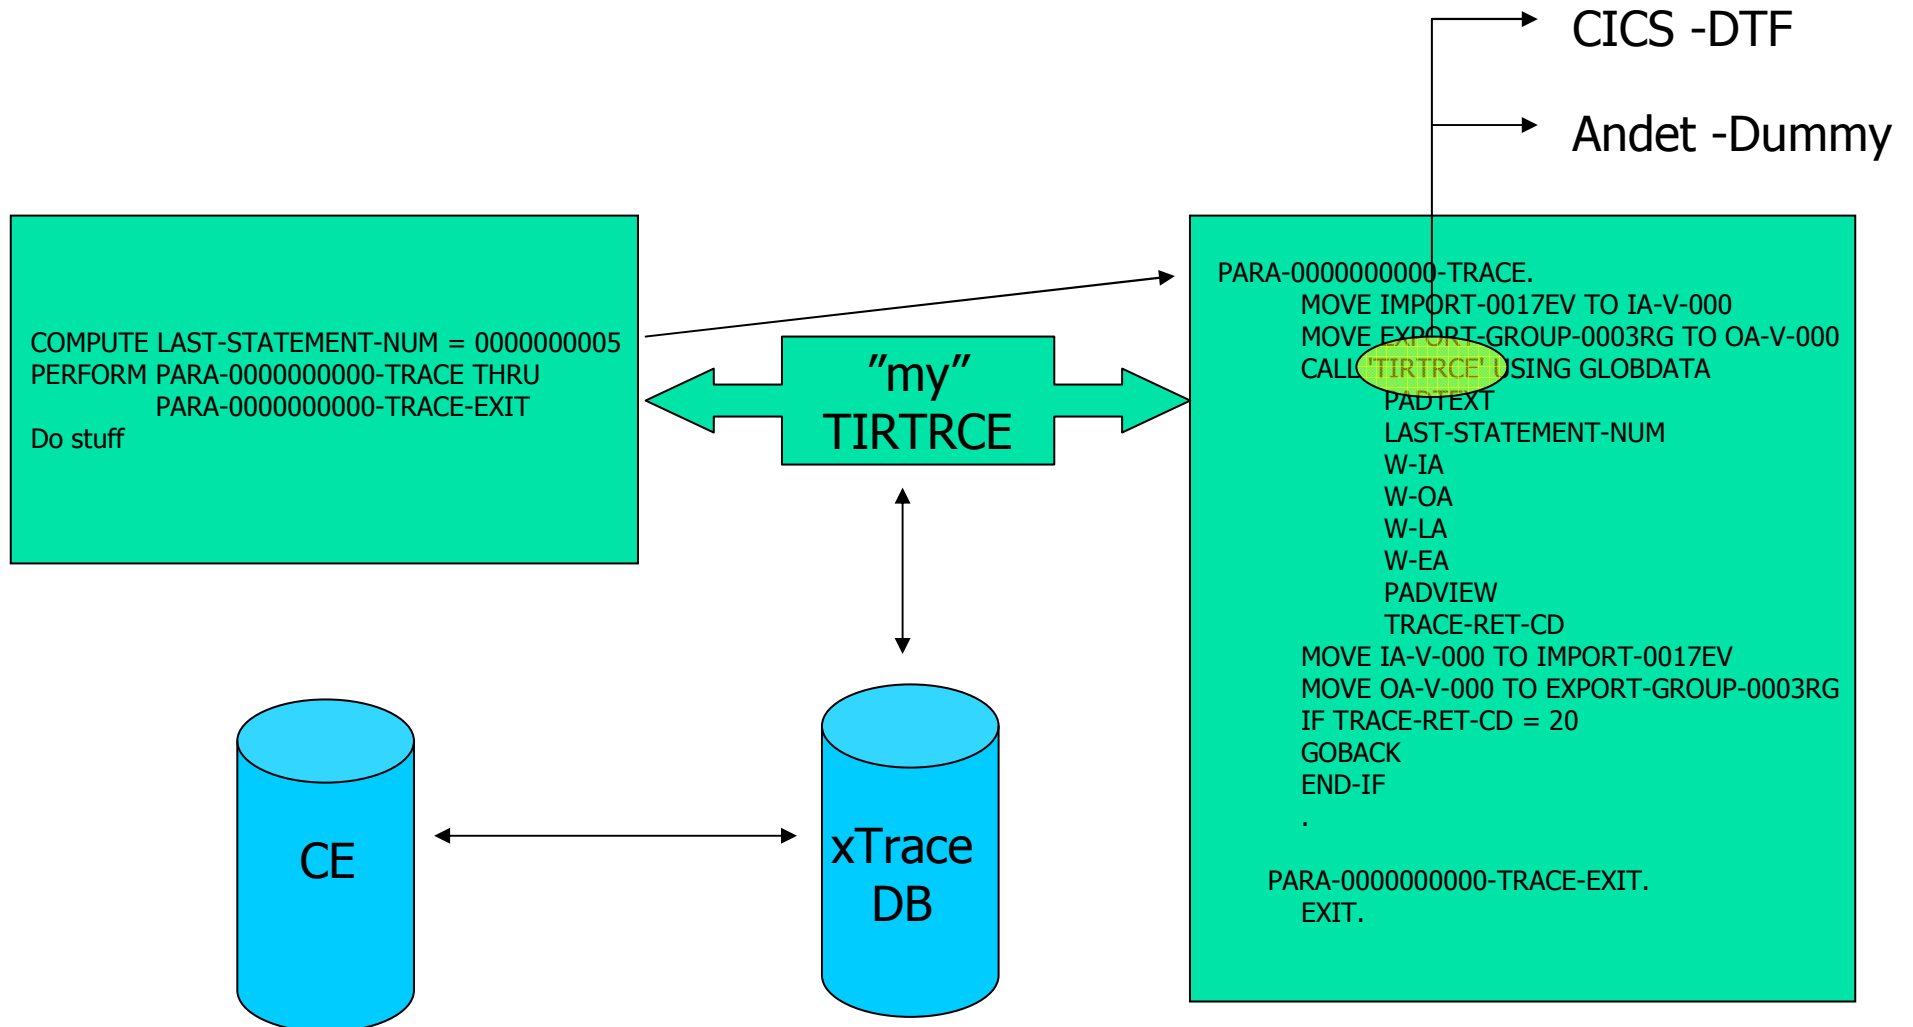 CICS -DTF
Andet -Dummy
COMPUTE LAST-STATEMENT-NUM = 0000000005
PERFORM PARA-0000000000-TRACE THRU
PARA-0000000000-TRACE-EXIT
Do stuff
"my"
TIRTRCE
PARA-0000000000-TRACE.
MOVE IMPORT-0017EV TO IA-V-000
MOVE EXPORT-GROUP-0003RG TO OA-V-000
CALL 'TIRTRCE' USING GLOBDATA
PADTEXT
LAST-STATEMENT-NUM
W-IA
W-OA
W-LA
W-EA
PADVIEW
TRACE-RET-CD
MOVE IA-V-000 TO IMPORT-0017EV
MOVE OA-V-000 TO EXPORT-GROUP-0003RG
IF TRACE-RET-CD = 20
GOBACK
END-IF
.
PARA-0000000000-TRACE-EXIT.
EXIT.
CE
xTrace
DB